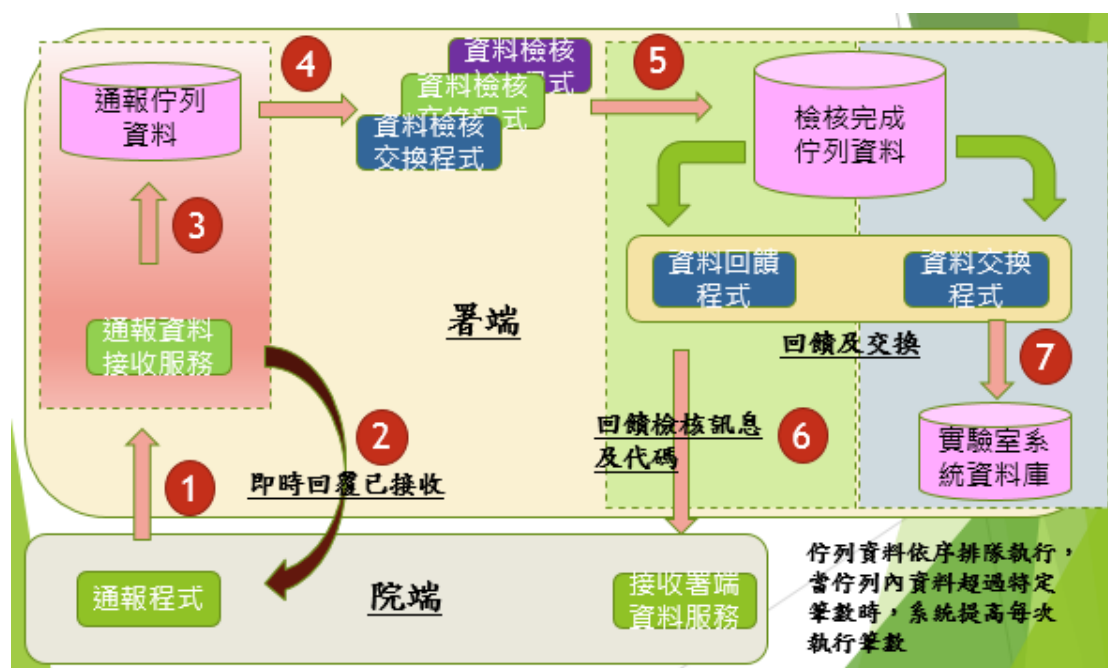 通報佇列
資料
4
資料檢核
程式
資料檢核
交換程式
資料檢核
交換程式
5
檢核完成
佇列資料
3
資料回饋
程式
資料交換
程式
署端
通報資料
接收服務
回饋及交換
7
2
回饋檢核訊息
及代碼
6
實驗室系
統資料庫
1
即時回覆已接收
通報程式
院端
接收署端
資料服務
佇列資料依序排隊執行，
當佇列內資料超過特定
筆數時，系統提高每次
執行筆數